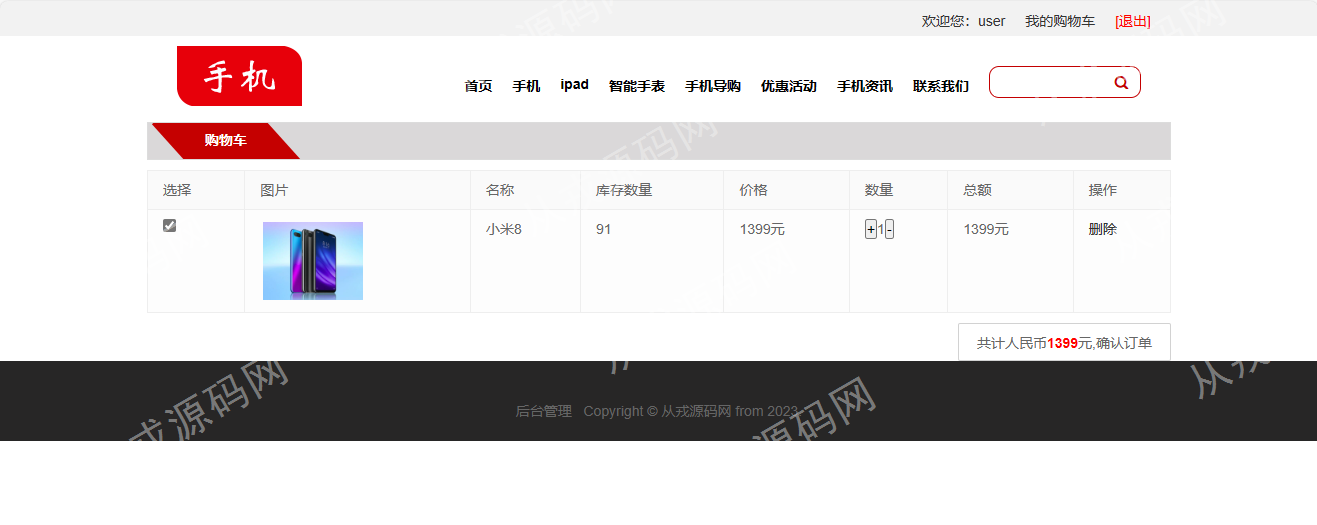 欢迎您：user 我的购物车 [退出]
手机
首页 手机 ipad 智能手表 手机导购 优惠活动 手机资讯 联系我们
购物车
选择 图片 名称 库存数量 价格 数量 总额 操作
小米8 91 1399元 +1- 1399元 删除
共计人民币1399元,确认订单
后台管理 Copyright © 从戎源码网 from 2023